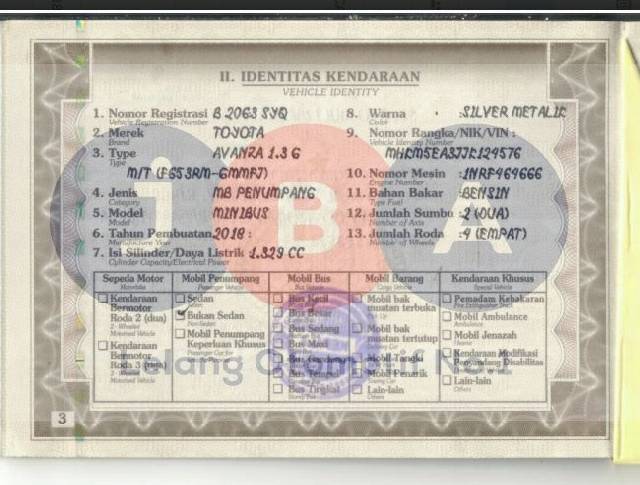 II. IDENTITAS KENDARAAN
VEHICLE IDENTITY
1. Nomor Registrasi B 2063 SYQ
Vehicle Registration Number
2. Merek TOYOTA
Brand
3. Type AVANZA 1.3 G
Type
M/T (F653RM-GMMFJ)
4. Jenis MB PENUMPANG
Category
5. Model MINIBUS
Model
6. Tahun Pembuatan 2018 :
Manufacture Year
7. Isi Silinder/Daya Listrik 1.329 CC
Cylinder Capacity/Electrical Power
8. Warna : SILVER METALIK
Color
9. Nomor Rangka/NIK/VIN :
Vehicle Identity Number
MHKM5EA3JJK124576
10. Nomor Mesin : 1NRF469666
Engine Number
11. Bahan Bakar : BENSIN
Type Fuel
12. Jumlah Sumbu : 2 (DUA)
Number of Axis
13. Jumlah Roda : 4 (EMPAT)
Number of Wheels
Sepeda Motor
Motorbike
Kendaraan
Bermotor
Roda 2 (dua)
2 - Wheeled
Motorized Vehicle
Kendaraan
Bermotor
Roda 3 (tiga)
Motorized Vehicle
Mobil Penumpang
Passenger Vehicle
Sedan
Sedan
Bukan Sedan
Non-Sedan
Mobil Penumpang
Keperluan Khusus
Mobil Bus
Bus Kecil
Bus Besar
Bus Sedang
Bus Maxi
Bus Tempel
Bus Tingkat
Mobil Barang
Cargo Vehicle
Mobil bak
muatan terbuka
Mobil bak
muatan tertutup
Mobil Tangki
Mobil Penarik
Lain-lain
Others
Kendaraan Khusus
Special Vehicle
Pemadam Kebakaran
Mobil Ambulance
Ambulance
Mobil Jenazah
Hearse
Kendaraan Modifikasi
Penyandang Disabilitas
Lain-lain
Others
3
iBA